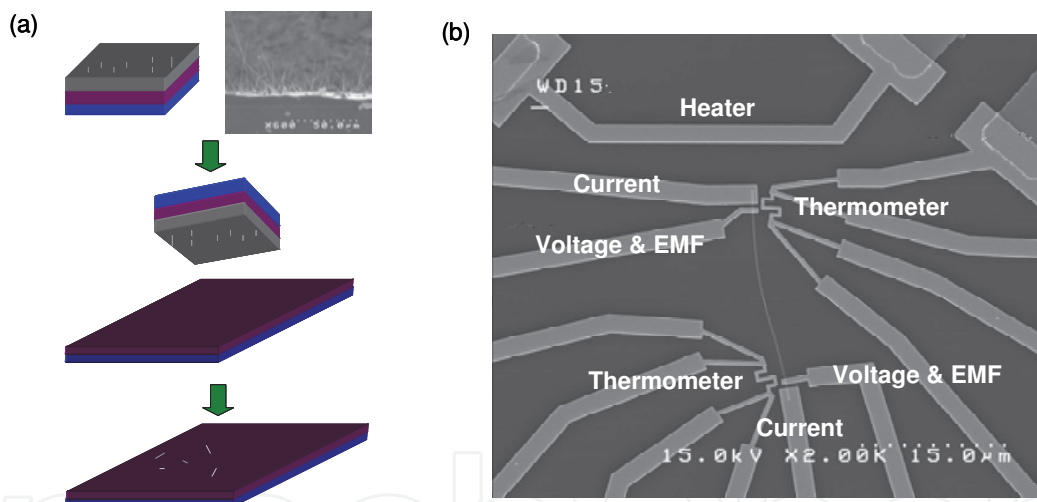 (a)
X600 50.0µm
(b)
WD15
Heater
Current
Thermometer
Voltage & EMF
Thermometer
Voltage & EMF
Current
15.0kV X2.00K 15.0µm